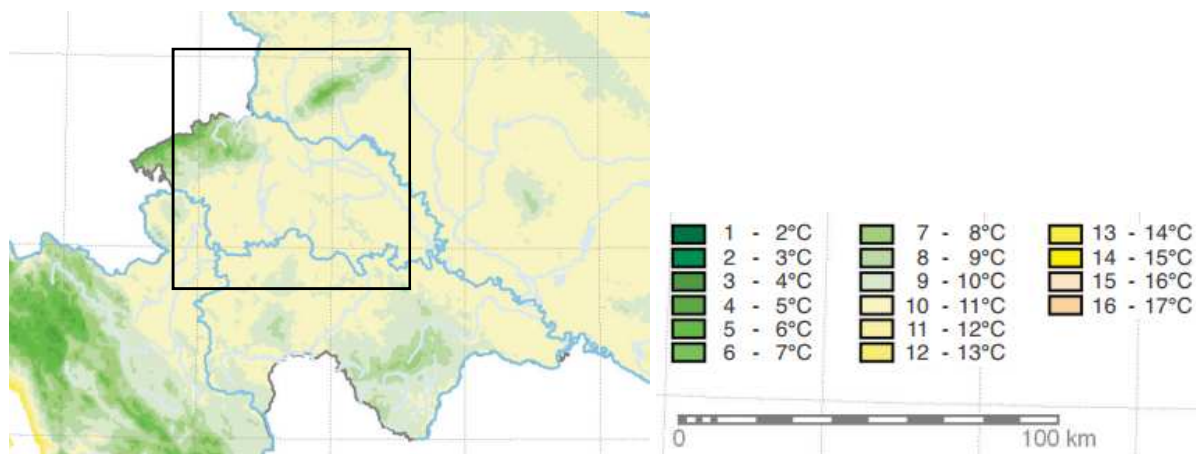 1 - 2°C
2 - 3°C
3 - 4°C
4 - 5°C
5 - 6°C
6 - 7°C
7 - 8°C
8 - 9°C
9 - 10°C
10 - 11°C
11 - 12°C
12 - 13°C
13 - 14°C
14 - 15°C
15 - 16°C
16 - 17°C
0 100 km